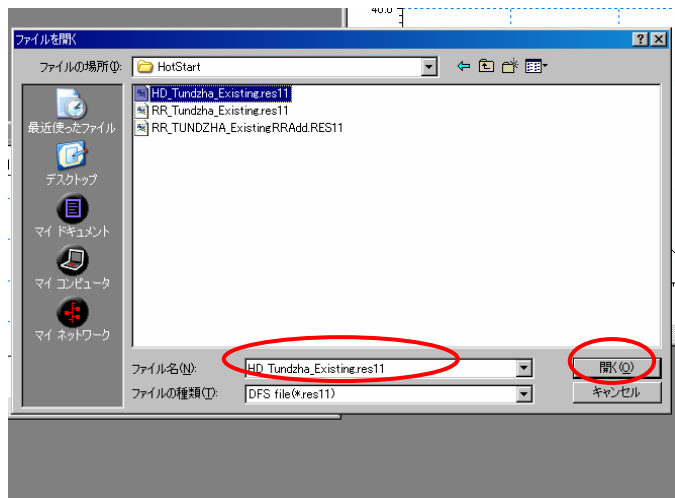 40.0
ファイルを開く
ファイルの場所(I):
HotStart
HD_Tundzha_Existing.res11
RR_Tundzha_Existing.res11
RR_TUNDZHA_ExistingRRAdd.RES11
最近使ったファイル
デスクトップ
マイ ドキュメント
マイ コンピュータ
マイ ネットワーク
ファイル名(N):
HD_Tundzha_Existing.res11
開く(O)
ファイルの種類(T):
DFS file(*.res11)
キャンセル